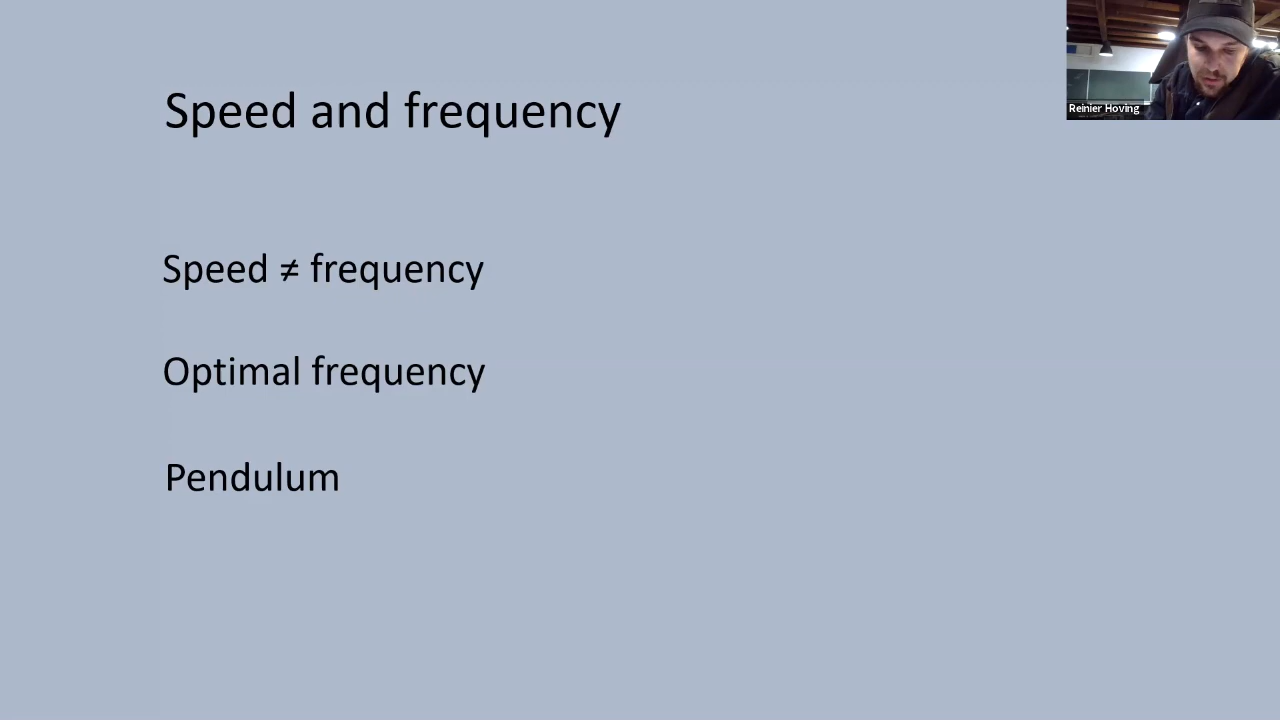 Speed and frequency
Reinier Hoving
Speed ≠ frequency
Optimal frequency
Pendulum